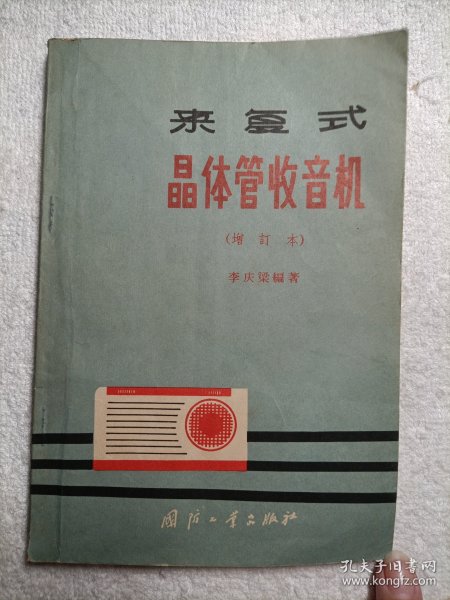 来复式
晶体管收音机
(增訂本)
李庆梁編著
國防工业出版社
孔夫子旧书网
www.kongfz.com